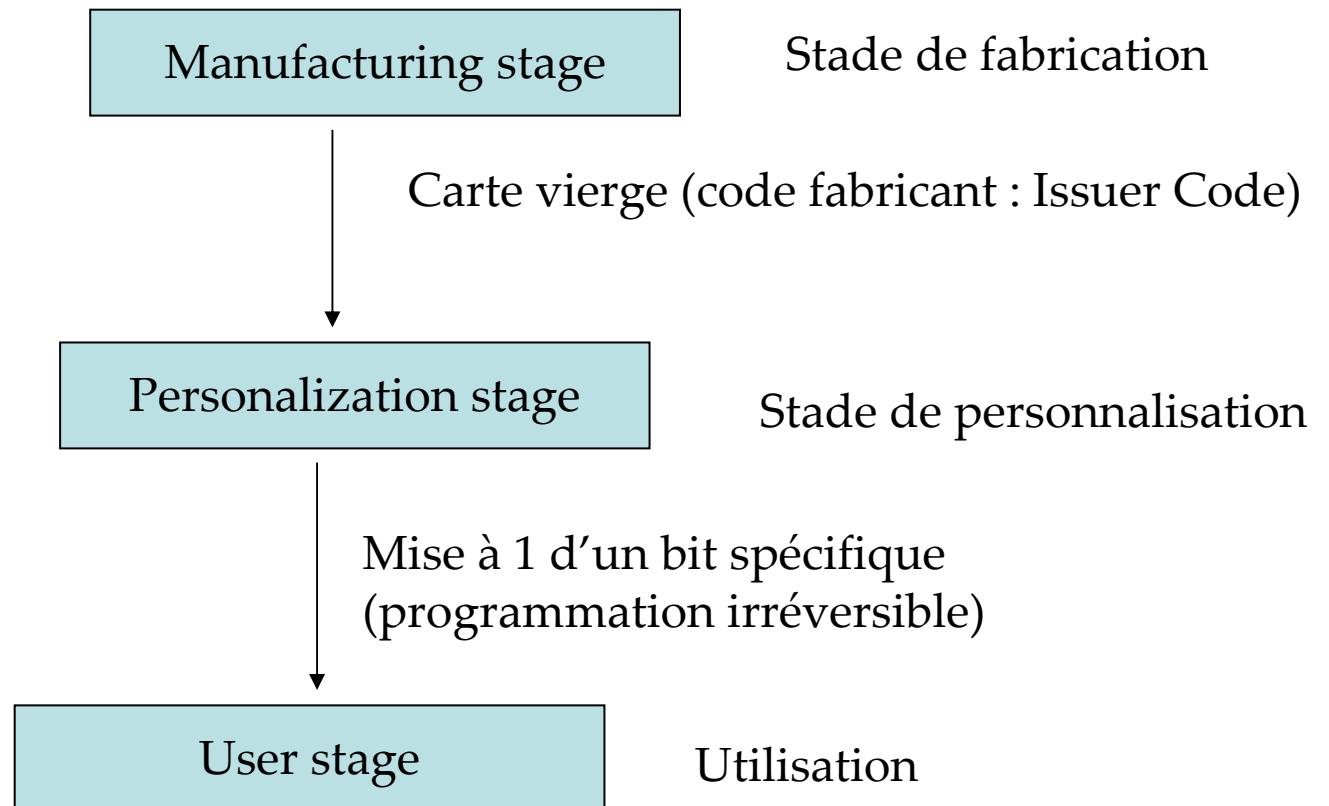 Manufacturing stage
Stade de fabrication
Carte vierge (code fabricant : Issuer Code)
Personalization stage
Stade de personnalisation
Mise à 1 d’un bit spécifique
(programmation irréversible)
User stage
Utilisation